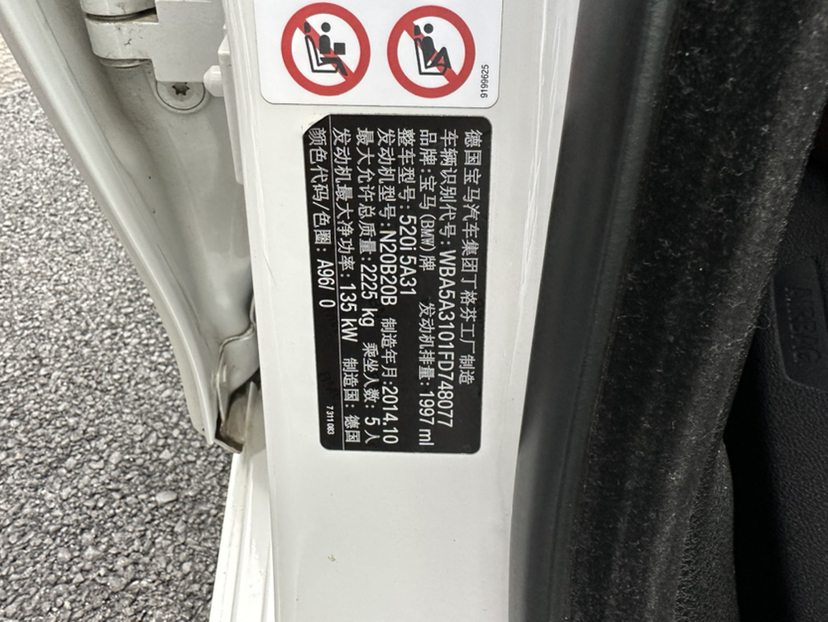 9199625
德国宝马汽车集团丁格芬工厂制造
车辆识别代号: WBA5A3101FD748077
品牌:宝马(BMW)牌 发动机排量: 1997 ml
整车型号: 520I 5A31
发动机型号:N20B20B 制造年月:2014.10
最大允许总质量:2225 kg 乘坐人数: 5人
发动机最大净功率:135 kW 制造国: 德国
颜色代码/色圈: A96/ 0
7 311 083